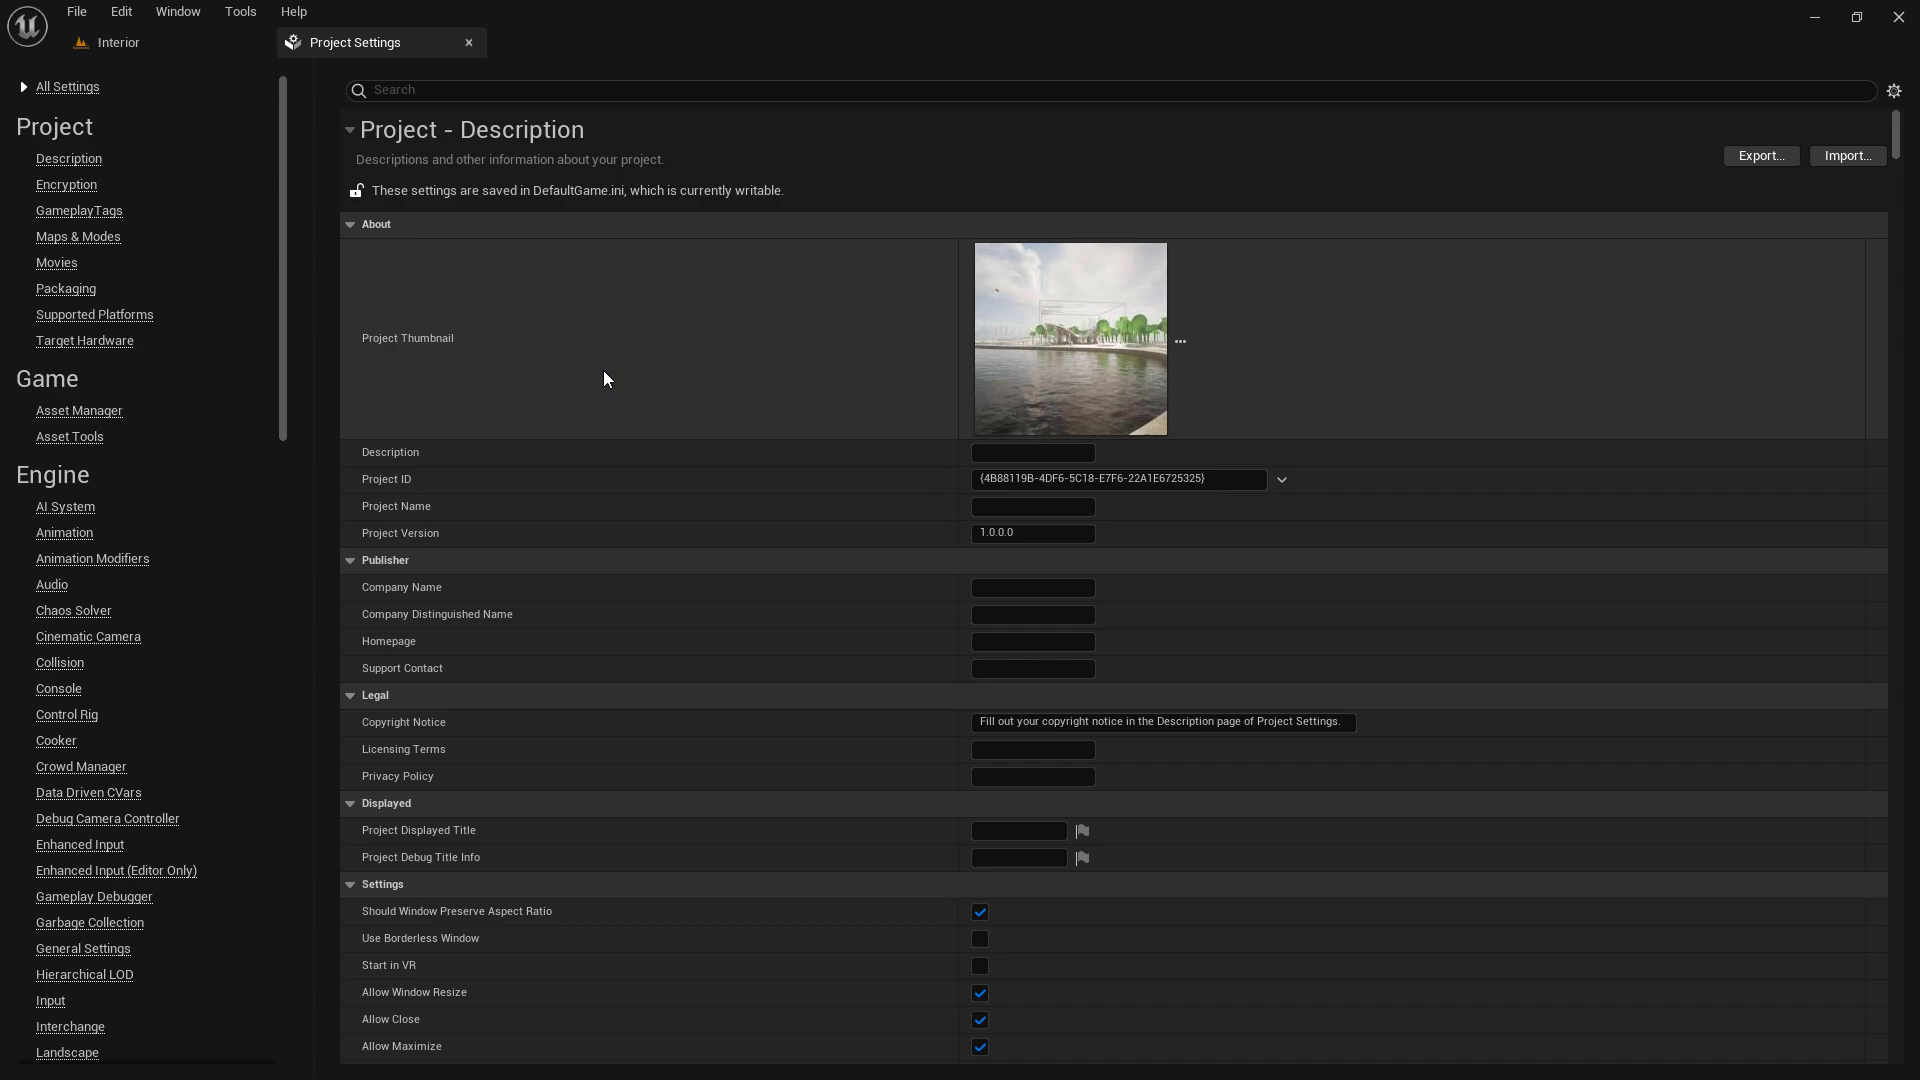 File Edit Window Tools Help
Interior
Project Settings
All Settings
Project
Description
Encryption
GameplayTags
Maps & Modes
Movies
Packaging
Supported Platforms
Target Hardware
Game
Asset Manager
Asset Tools
Engine
AI System
Animation
Animation Modifiers
Audio
Chaos Solver
Cinematic Camera
Collision
Console
Control Rig
Cooker
Crowd Manager
Data Driven CVars
Debug Camera Controller
Enhanced Input
Enhanced Input (Editor Only)
Gameplay Debugger
Garbage Collection
General Settings
Hierarchical LOD
Input
Interchange
Landscape
Search
Project - Description
Descriptions and other information about your project.
Export...
Import...
These settings are saved in DefaultGame.ini, which is currently writable.
About
Project Thumbnail
Description
Project ID {4B88119B-4DF6-5C18-E7F6-22A1E6725325}
Project Name
Project Version 1.0.0.0
Publisher
Company Name
Company Distinguished Name
Homepage
Support Contact
Legal
Copyright Notice Fill out your copyright notice in the Description page of Project Settings.
Licensing Terms
Privacy Policy
Displayed
Project Displayed Title
Project Debug Title Info
Settings
Should Window Preserve Aspect Ratio
Use Borderless Window
Start in VR
Allow Window Resize
Allow Close
Allow Maximize